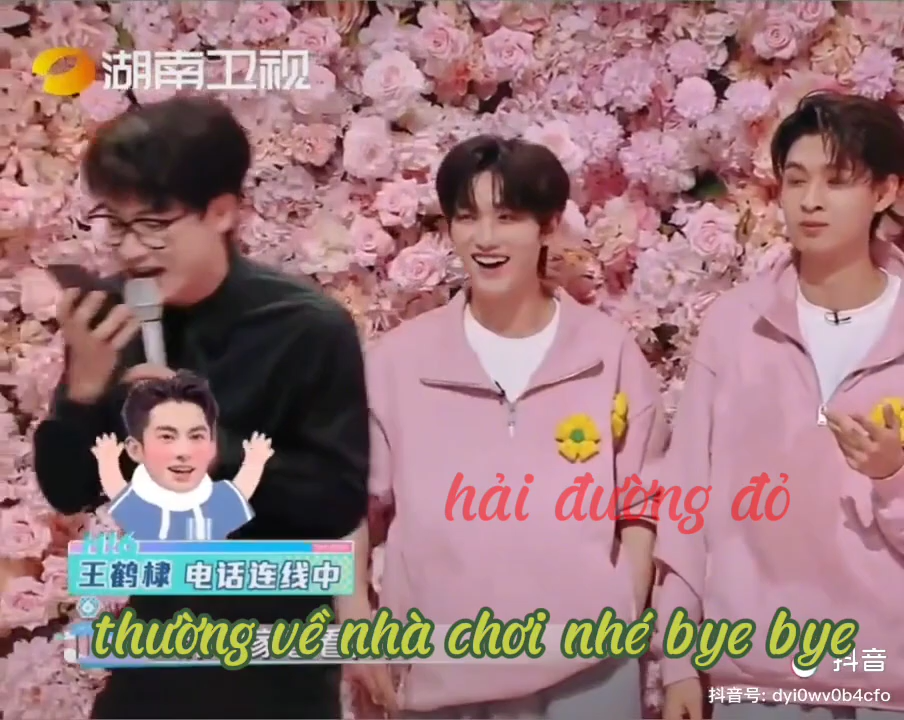 湖南卫视
hải đường đỏ
王鹤棣 电话连线中
thường về nhà chơi nhé bye bye
抖音
抖音号: dyi0wv0b4cfo